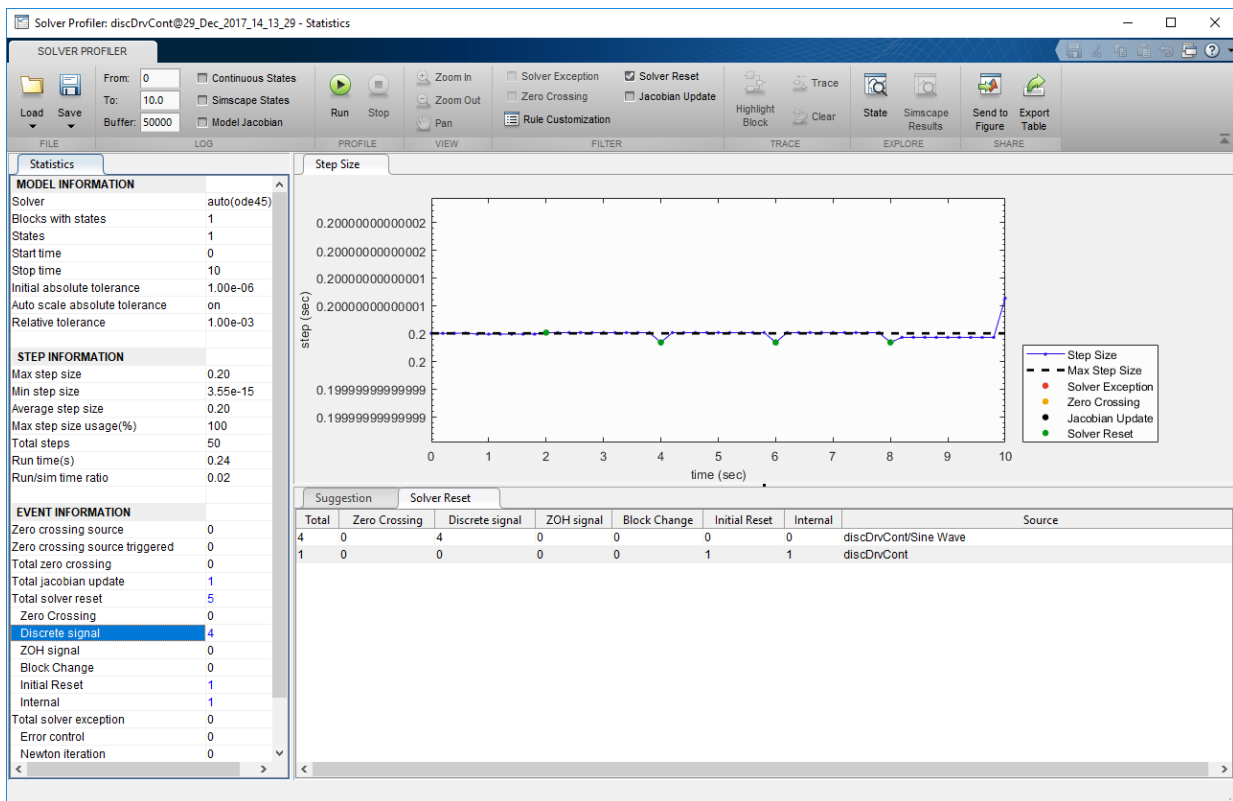 Solver Profiler: discDrvCont@29_Dec_2017_14_13_29 - Statistics
SOLVER PROFILER
Load
Save
From: 0
To: 10.0
Buffer: 50000
Continuous States
Simscape States
Model Jacobian
Run
Stop
Zoom In
Zoom Out
Pan
Solver Exception
Solver Reset
Zero Crossing
Jacobian Update
Rule Customization
Highlight
Block
Trace
Clear
State
Simscape
Results
Send to
Figure
Export
Table
FILE LOG PROFILE VIEW FILTER TRACE EXPLORE SHARE
Statistics
MODEL INFORMATION
Solver auto(ode45)
Blocks with states 1
States 1
Start time 0
Stop time 10
Initial absolute tolerance 1.00e-06
Auto scale absolute tolerance on
Relative tolerance 1.00e-03
STEP INFORMATION
Max step size 0.20
Min step size 3.55e-15
Average step size 0.20
Max step size usage(%) 100
Total steps 50
Run time(s) 0.24
Run/sim time ratio 0.02
EVENT INFORMATION
Zero crossing source 0
Zero crossing source triggered 0
Total zero crossing 0
Total jacobian update 1
Total solver reset 5
Zero Crossing 0
Discrete signal 4
ZOH signal 0
Block Change 0
Initial Reset 1
Internal 1
Total solver exception 0
Error control 0
Newton iteration 0
Step Size
0.20000000000002
0.20000000000002
0.20000000000001
0.20000000000001
0.2
0.2
0.19999999999999
0.19999999999999
step (sec)
0 1 2 3 4 5 6 7 8 9 10
time (sec)
Step Size
Max Step Size
Solver Exception
Zero Crossing
Jacobian Update
Solver Reset
Suggestion
Solver Reset
Total Zero Crossing Discrete signal ZOH signal Block Change Initial Reset Internal Source
4 0 4 0 0 0 0 discDrvCont/Sine Wave
1 0 0 0 0 1 1 discDrvCont